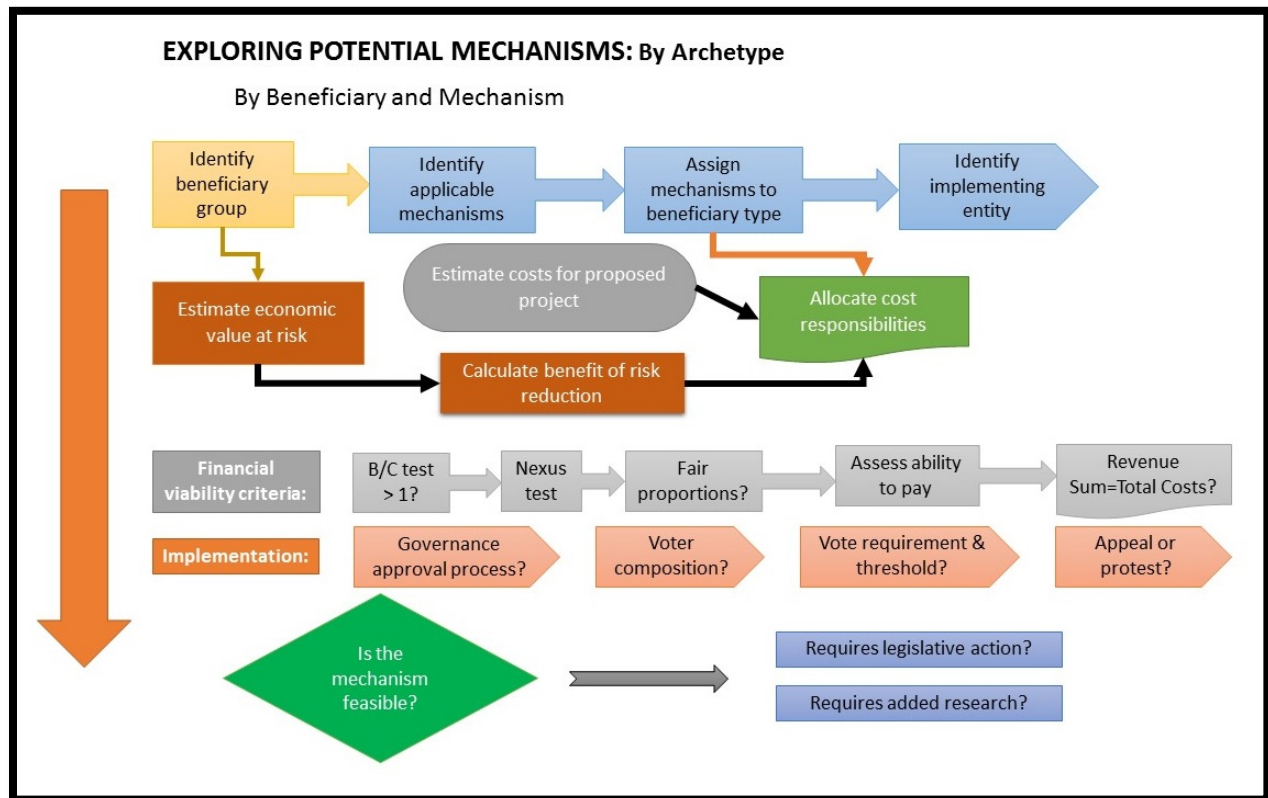 EXPLORING POTENTIAL MECHANISMS: By Archetype
By Beneficiary and Mechanism
Identify
beneficiary
group
Identify
applicable
mechanisms
Assign
mechanisms to
beneficiary type
Identify
implementing
entity
Estimate economic
value at risk
Estimate costs for proposed
project
Allocate cost
responsibilities
Calculate benefit of risk
reduction
Financial
viability criteria:
B/C test
> 1?
Nexus
test
Fair
proportions?
Assess ability
to pay
Revenue
Sum=Total Costs?
Implementation:
Governance
approval process?
Voter
composition?
Vote requirement &
threshold?
Appeal or
protest?
Is the
mechanism
feasible?
Requires legislative action?
Requires added research?